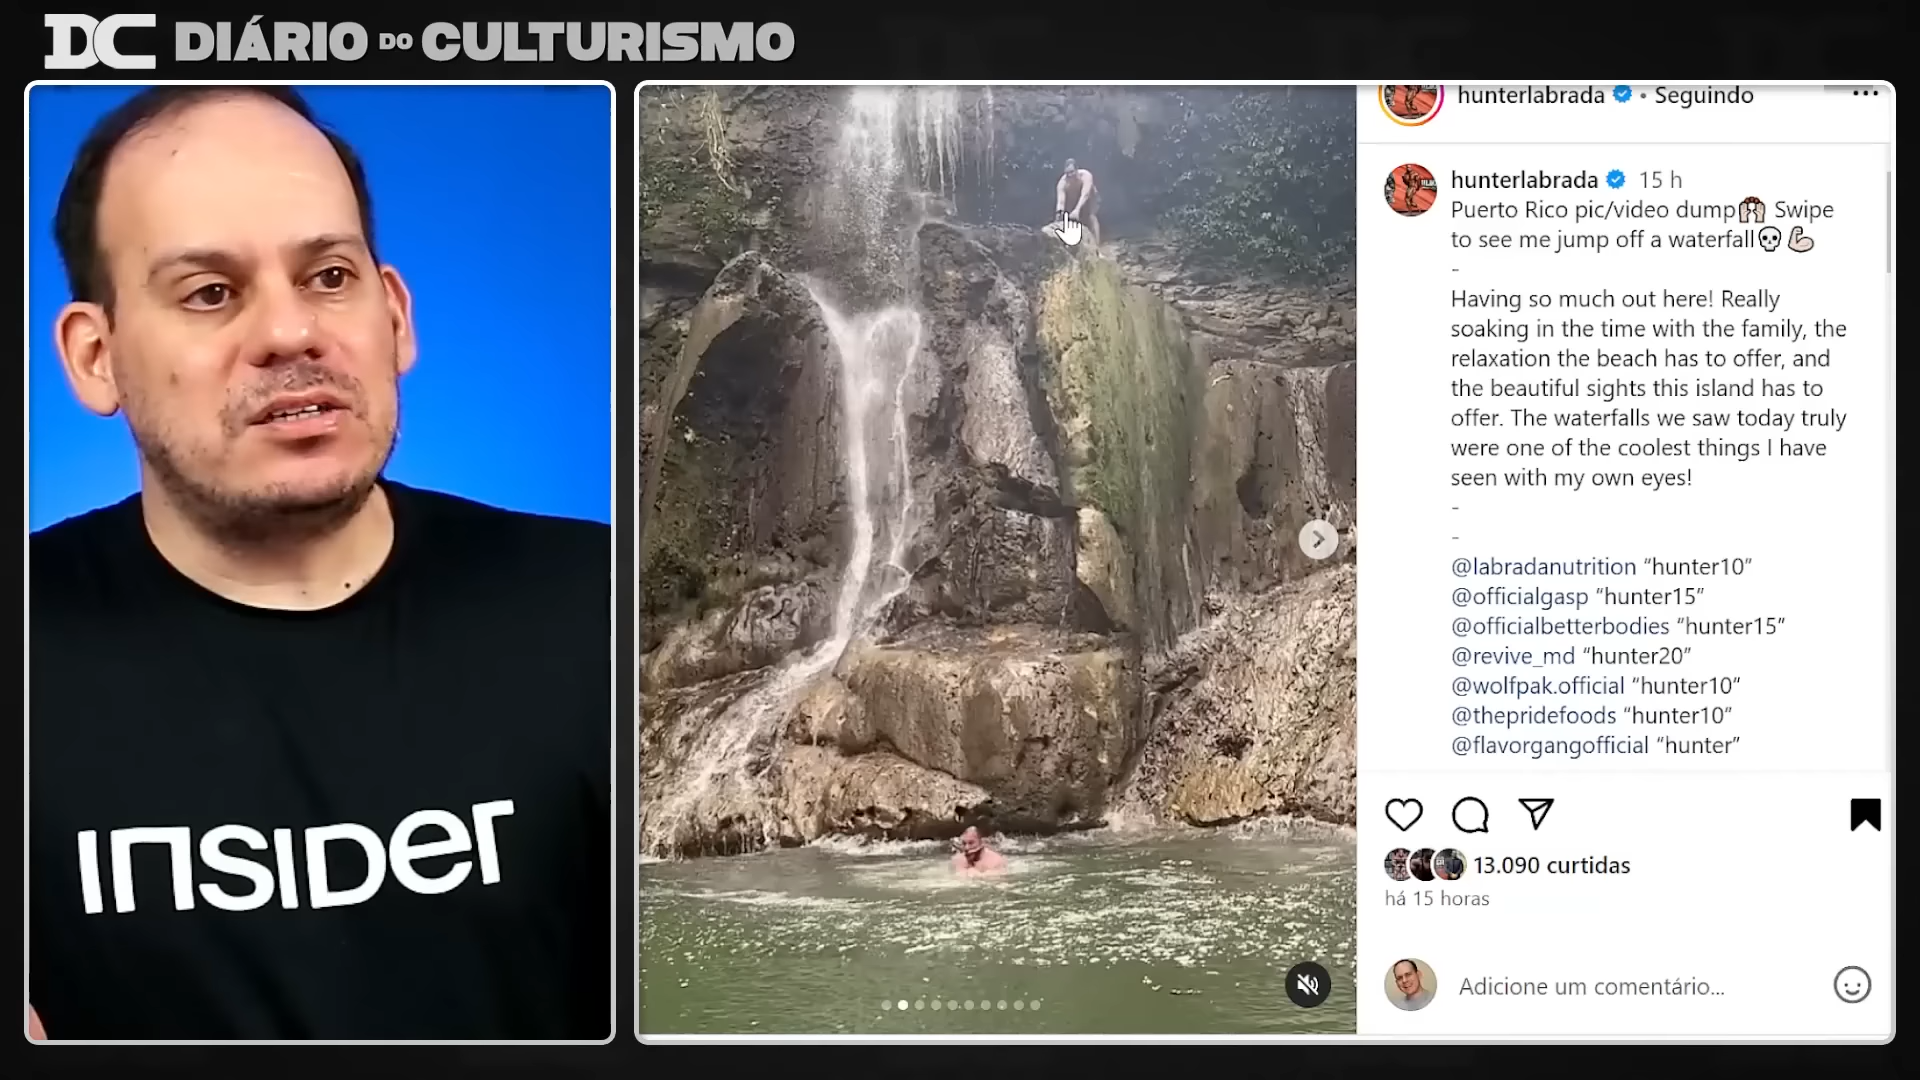 DC DIÁRIO DO CULTURISMO
INSIDER
hunterlabrada • Seguindo
hunterlabrada 15 h
Puerto Rico pic/video dump🙌🏼 Swipe
to see me jump off a waterfall💀💪🏼
-
Having so much out here! Really
soaking in the time with the family, the
relaxation the beach has to offer, and
the beautiful sights this island has to
offer. The waterfalls we saw today truly
were one of the coolest things I have
seen with my own eyes!
-
-
@labradanutrition “hunter10”
@officialgasp “hunter15”
@officialbetterbodies “hunter15”
@revive_md “hunter20”
@wolfpak.official “hunter10”
@thepridefoods “hunter10”
@flavorgangofficial “hunter”
13.090 curtidas
há 15 horas
Adicione um comentário...